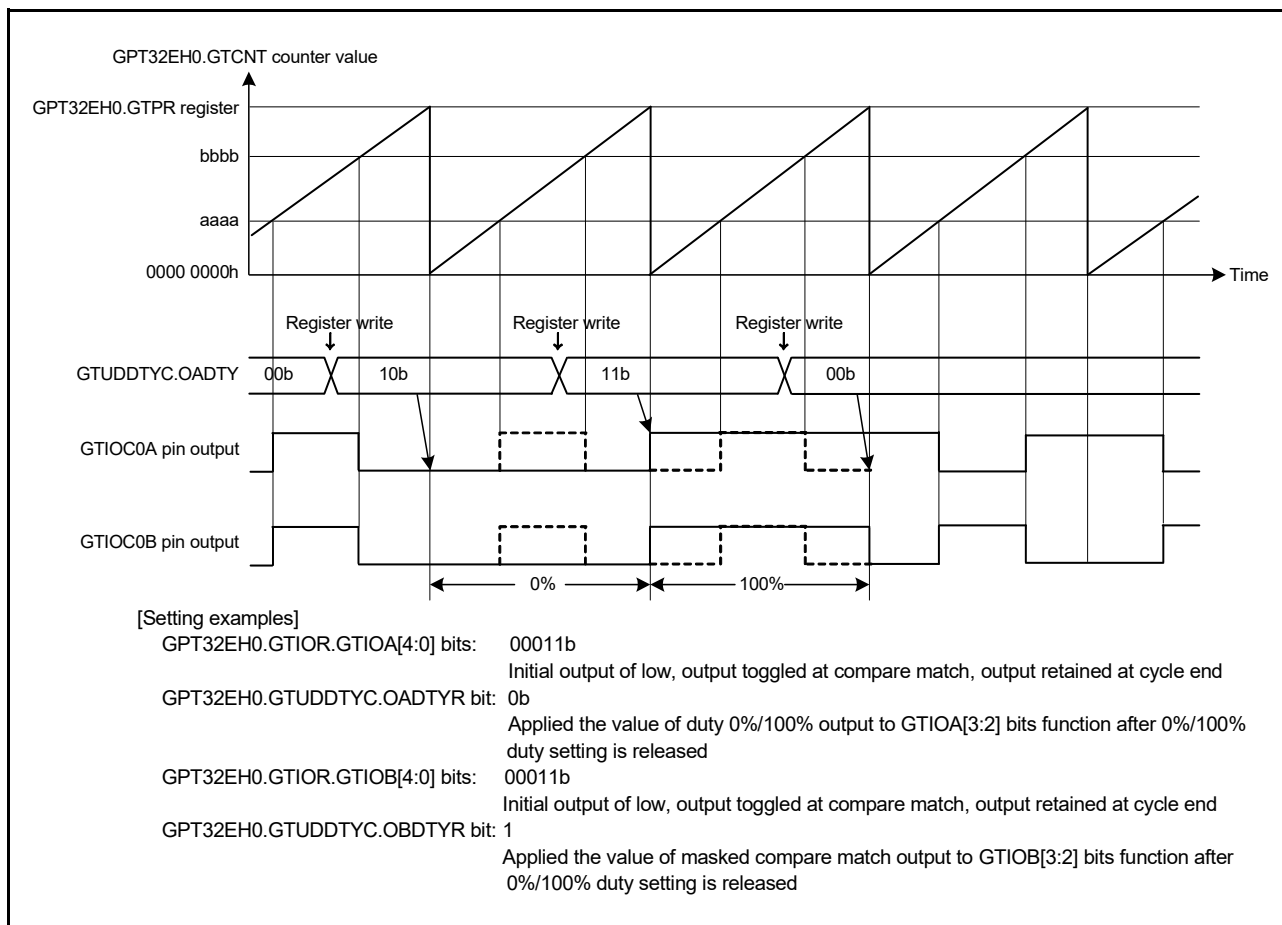 GPT32EH0.GTCNT counter value
GPT32EH0.GTPR register
bbbb
aaaa
0000 0000h
Time
Register write Register write Register write
GTUDDTYC.OADTY 00b 10b 11b 00b
GTIOC0A pin output
GTIOC0B pin output
0% 100%
[Setting examples]
GPT32EH0.GTIOR.GTIOA[4:0] bits: 00011b
Initial output of low, output toggled at compare match, output retained at cycle end
GPT32EH0.GTUDDTYC.OADTYR bit: 0b
Applied the value of duty 0%/100% output to GTIOA[3:2] bits function after 0%/100%
duty setting is released
GPT32EH0.GTIOR.GTIOB[4:0] bits: 00011b
Initial output of low, output toggled at compare match, output retained at cycle end
GPT32EH0.GTUDDTYC.OBDTYR bit: 1
Applied the value of masked compare match output to GTIOB[3:2] bits function after
0%/100% duty setting is released